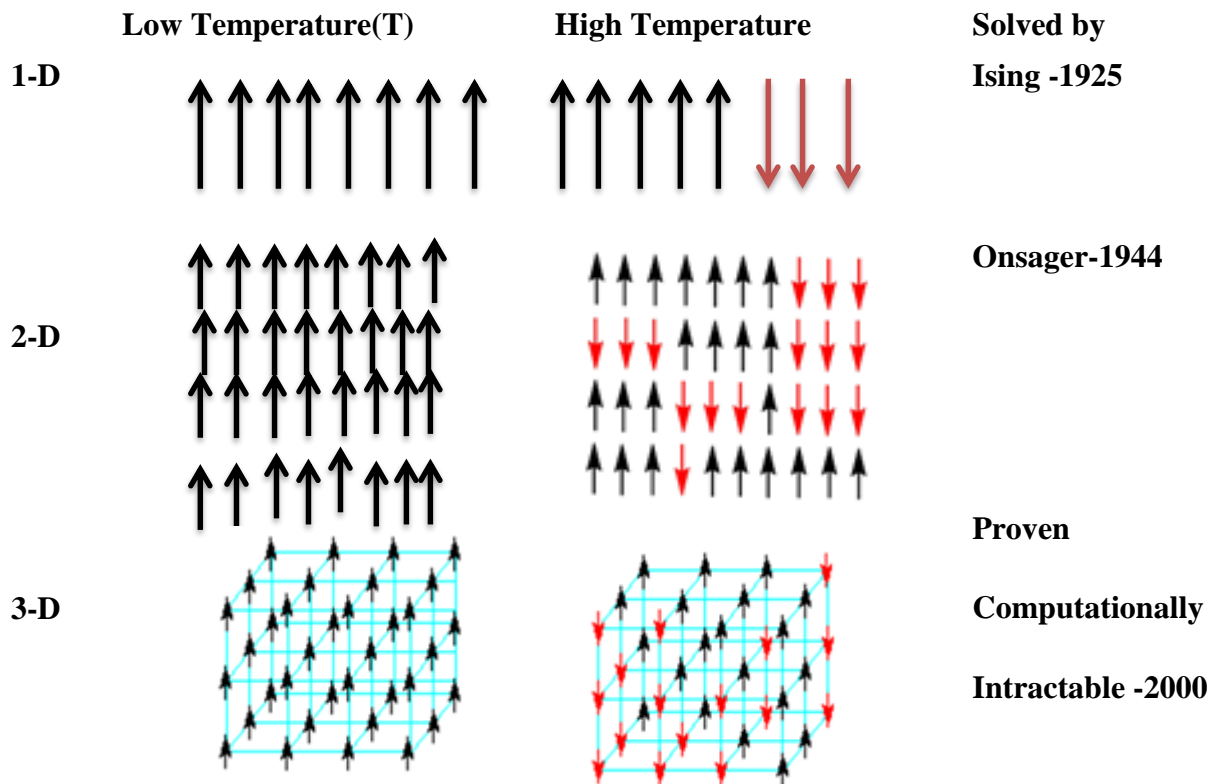 Low Temperature(T) High Temperature Solved by
1-D Ising -1925
Onsager-1944
2-D
Proven
3-D Computationally
Intractable -2000